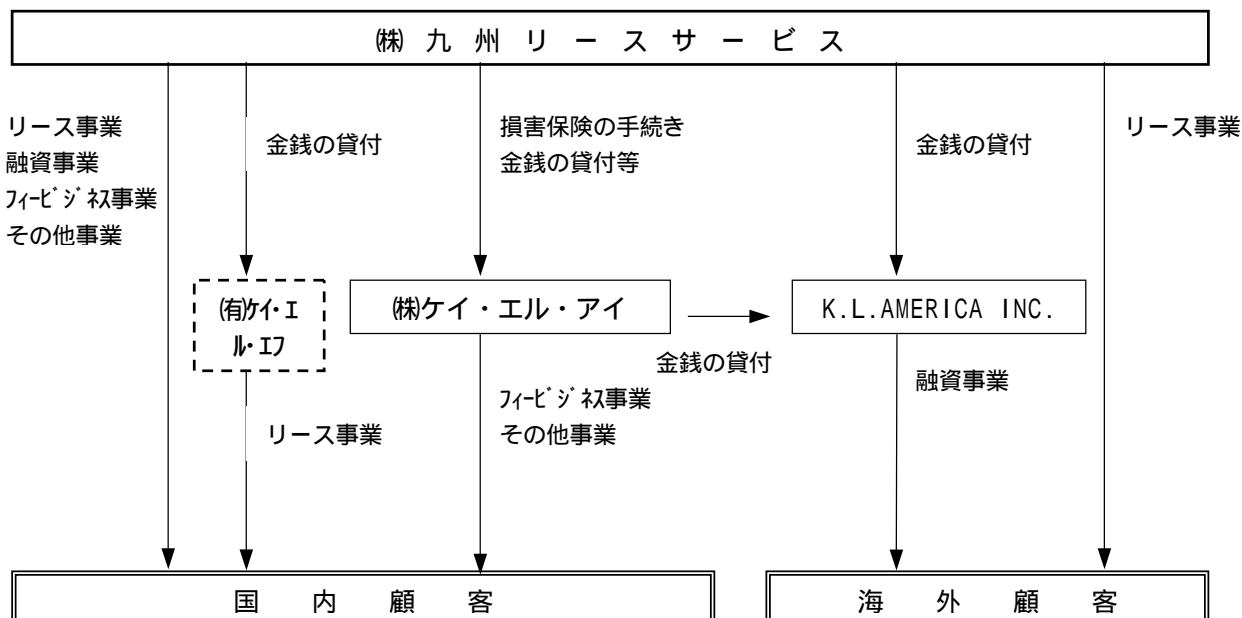 ㈱九州リースサービス
リース事業
融資事業
ﾌｨｰﾋﾞｼﾞﾈｽ事業
その他事業
金銭の貸付
損害保険の手続き
金銭の貸付等
金銭の貸付
リース事業
㈲ｹｲ・ｴ
ﾙ・ｴﾌ
㈱ケイ・エル・アイ
K.L.AMERICA INC.
金銭の貸付
リース事業
ﾌｨｰﾋﾞｼﾞﾈｽ事業
その他事業
融資事業
国内顧客
海外顧客